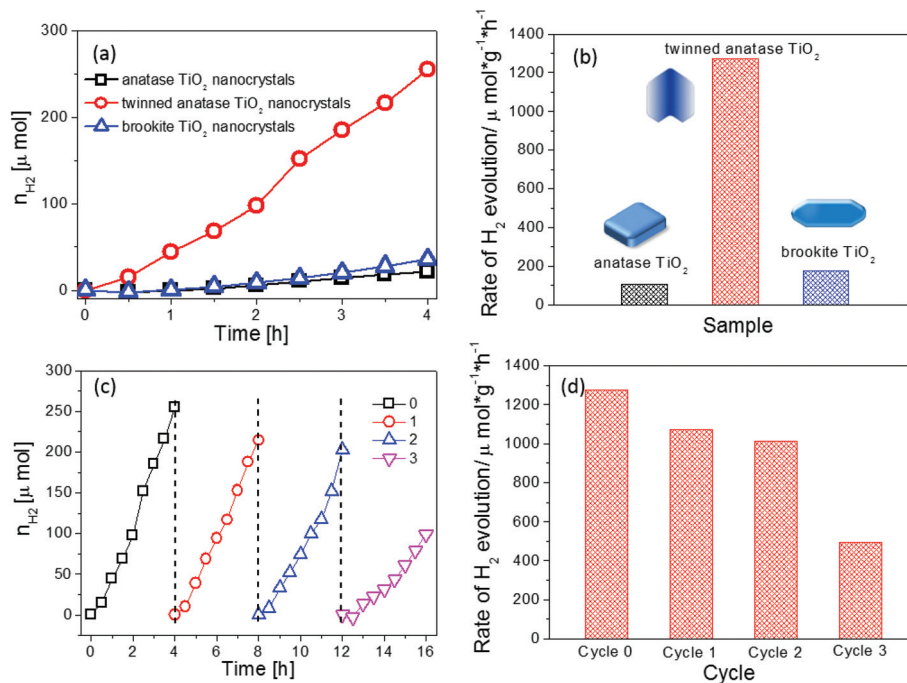 (a)
anatase TiO₂ nanocrystals
twinned anatase TiO₂ nanocrystals
brookite TiO₂ nanocrystals
n_H2 [μ mol]
300
200
100
0
0 1 2 3 4
Time [h]
(b)
twinned anatase TiO₂
anatase TiO₂
brookite TiO₂
Rate of H₂ evolution/ μ mol*g⁻¹*h⁻¹
1400
1200
1000
800
600
400
200
0
Sample
(c)
0
1
2
3
n_H2 [μ mol]
300
250
200
150
100
50
0
0 2 4 6 8 10 12 14 16
Time [h]
(d)
Rate of H₂ evolution/ μ mol*g⁻¹*h⁻¹
1400
1200
1000
800
600
400
200
0
Cycle 0 Cycle 1 Cycle 2 Cycle 3
Cycle